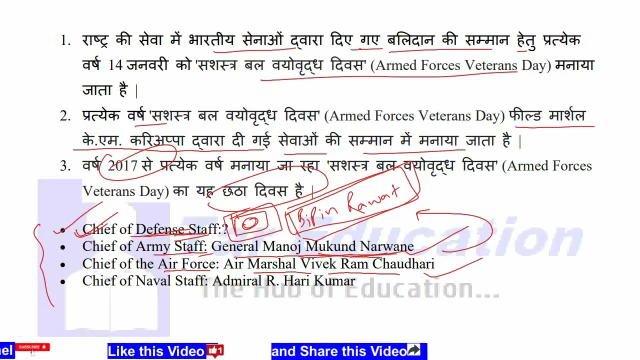 1. राष्ट्र की सेवा में भारतीय सेनाओं द्वारा दिए गए बलिदान की सम्मान हेतु प्रत्येक
वर्ष 14 जनवरी को 'सशस्त्र बल वयोवृद्ध दिवस' (Armed Forces Veterans Day) मनाया
जाता है |
2. प्रत्येक वर्ष 'सशस्त्र बल वयोवृद्ध दिवस' (Armed Forces Veterans Day) फील्ड मार्शल
के.एम. करिअप्पा द्वारा दी गई सेवाओं की सम्मान में मनाया जाता है |
3. वर्ष 2017 से प्रत्येक वर्ष मनाया जा रहा 'सशस्त्र बल वयोवृद्ध दिवस' (Armed Forces
Veterans Day) का यह छठा दिवस है |
• Chief of Defense Staff:? Bipin Rawat
• Chief of Army Staff: General Manoj Mukund Narwane
• Chief of the Air Force: Air Marshal Vivek Ram Chaudhari
• Chief of Naval Staff: Admiral R. Hari Kumar
Education
The Hub of Education...
nel Like this Video and Share this Video